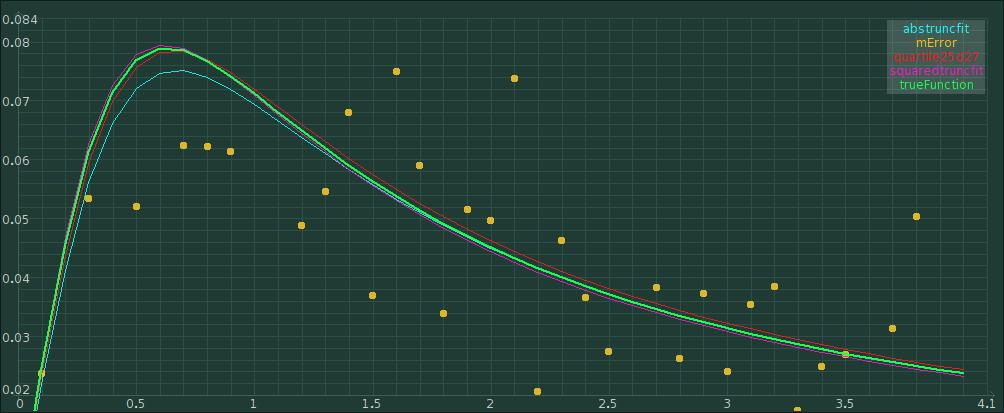 0.084
0.08
0.07
0.06
0.05
0.04
0.03
0.02
0 0.5 1 1.5 2 2.5 3 3.5 4.1
abstruncfit
mError
quartile25d27
squaredtruncfit
trueFunction